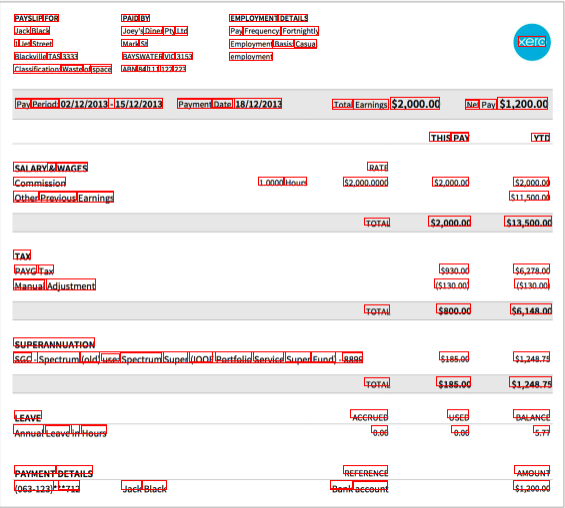 PAYSLIP FOR
Jack Black
1 Jet Street
Blackville TAS 3333
Classification: Waste of space
PAID BY
Joey's Diner Pty Ltd
Mark St
BAYSWATER VIC 3153
ABN 84 111 122 223
EMPLOYMENT DETAILS
Pay Frequency: Fortnightly
Employment Basis: Casual
employment
xero
Pay Period: 02/12/2013 - 15/12/2013 Payment Date: 18/12/2013 Total Earnings: $2,000.00 Net Pay: $1,200.00
THIS PAY YTD
SALARY & WAGES RATE
Commission 1.0000 Hours $2,000.0000 $2,000.00 $2,000.00
Other Previous Earnings $11,500.00
TOTAL $2,000.00 $13,500.00
TAX
PAYG Tax $930.00 $6,278.00
Manual Adjustment ($130.00) ($130.00)
TOTAL $800.00 $6,148.00
SUPERANNUATION
SGC - Spectrum (old) use: Spectrum Super (IOOF Portfolio Service Super Fund) - 8899 $185.00 $1,248.75
TOTAL $185.00 $1,248.75
LEAVE ACCRUED USED BALANCE
Annual Leave in Hours 0.00 0.00 5.77
PAYMENT DETAILS REFERENCE AMOUNT
(063-123)***712 Jack Black Bank account $1,200.00